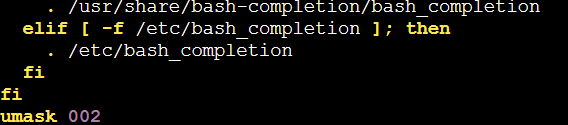 . /usr/share/bash-completion/bash_completion
elif [ -f /etc/bash_completion ]; then
. /etc/bash_completion
fi
fi
umask 002